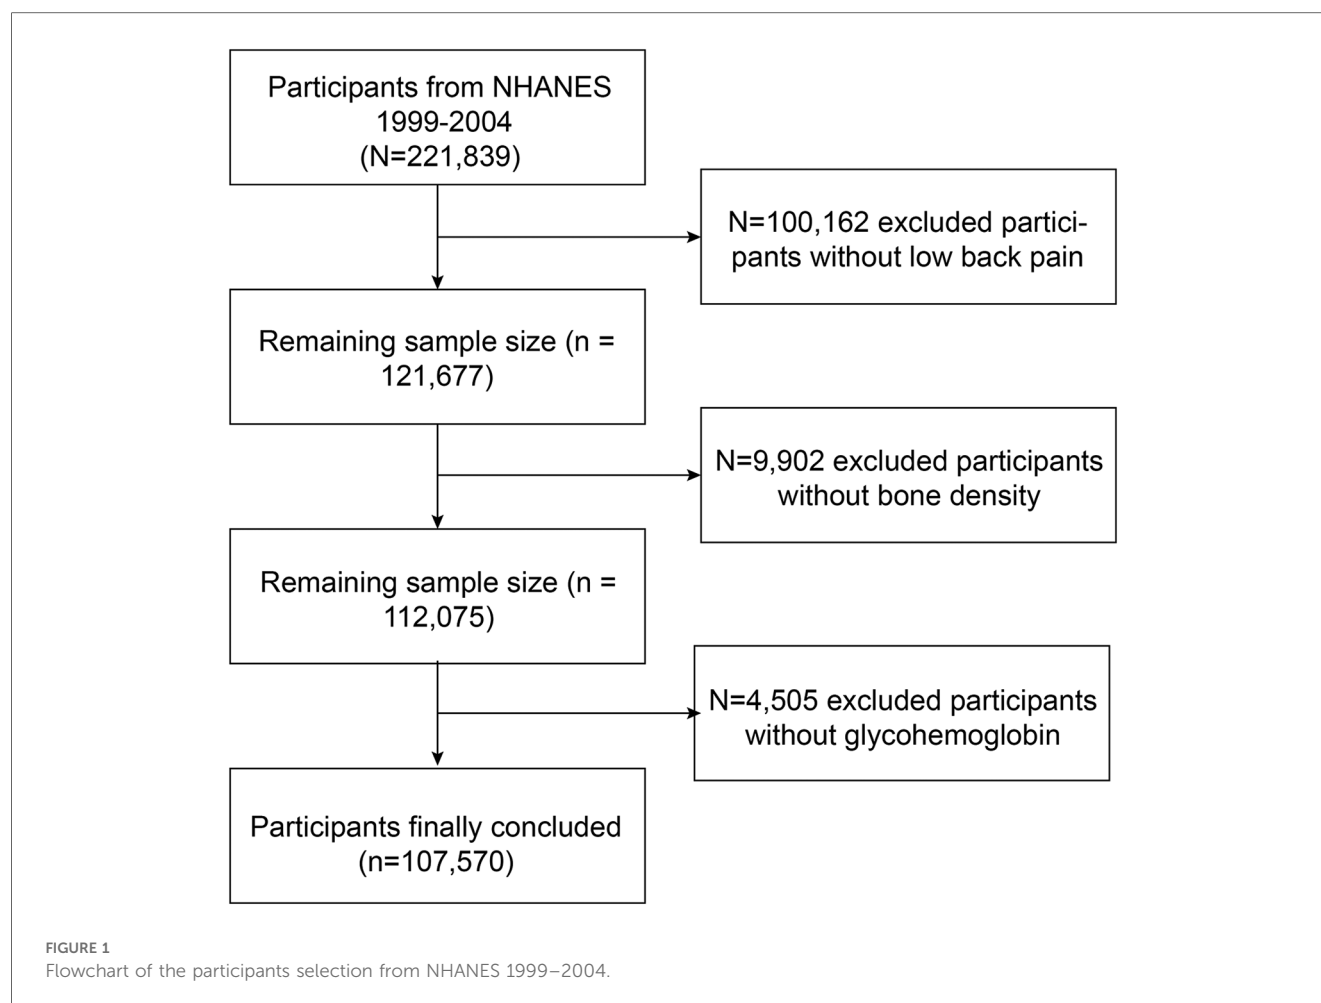 Participants from NHANES
1999-2004
(N=221,839)
N=100,162 excluded partici-
pants without low back pain
Remaining sample size (n =
121,677)
N=9,902 excluded participants
without bone density
Remaining sample size (n =
112,075)
N=4,505 excluded participants
without glycohemoglobin
Participants finally concluded
(n=107,570)
FIGURE 1
Flowchart of the participants selection from NHANES 1999–2004.